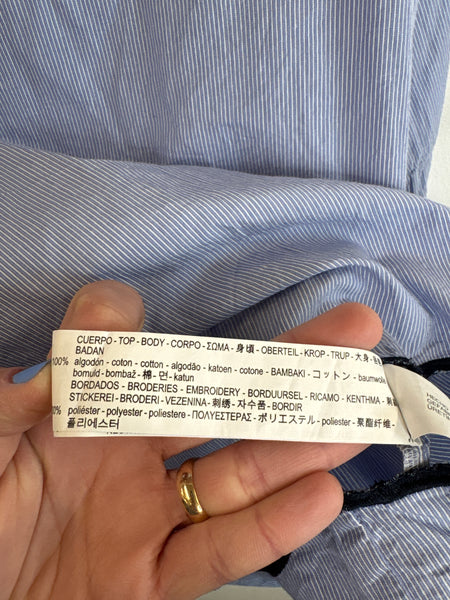 CUERPO - TOP - BODY - CORPO - ΣΩΜΑ - 身頃 - OBERTEIL - KROP - TRUP - 大身 -
BADAN
100% algodón - coton - cotton - algodão - katoen - cotone - BAMBAKI - コットン - baumwolle
bomuld - bombaž - 棉 - 면 - katun
BORDADOS - BRODERIES - EMBROIDERY - BORDUURSEL - RICAMO - KENTHMA -
STICKEREI - BRODERI - VEZENINA - 刺绣 - 자수품 - BORDIR
poliéster - polyester - poliestere - ΠΟΛΥΕΣΤΕΡΑΣ - ポリエステル - polyester - 聚酯纤维 -
폴리에스터